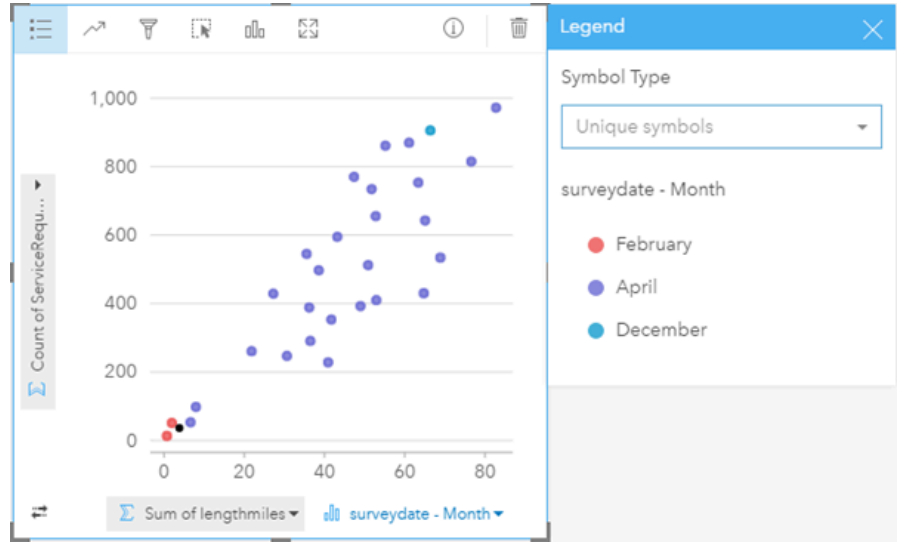 Legend
Symbol Type
Unique symbols
surveydate - Month
February
April
December
1,000
800
600
400
200
0
0 20 40 60 80
Count of ServiceRequ...
Sum of lengthmiles
surveydate - Month